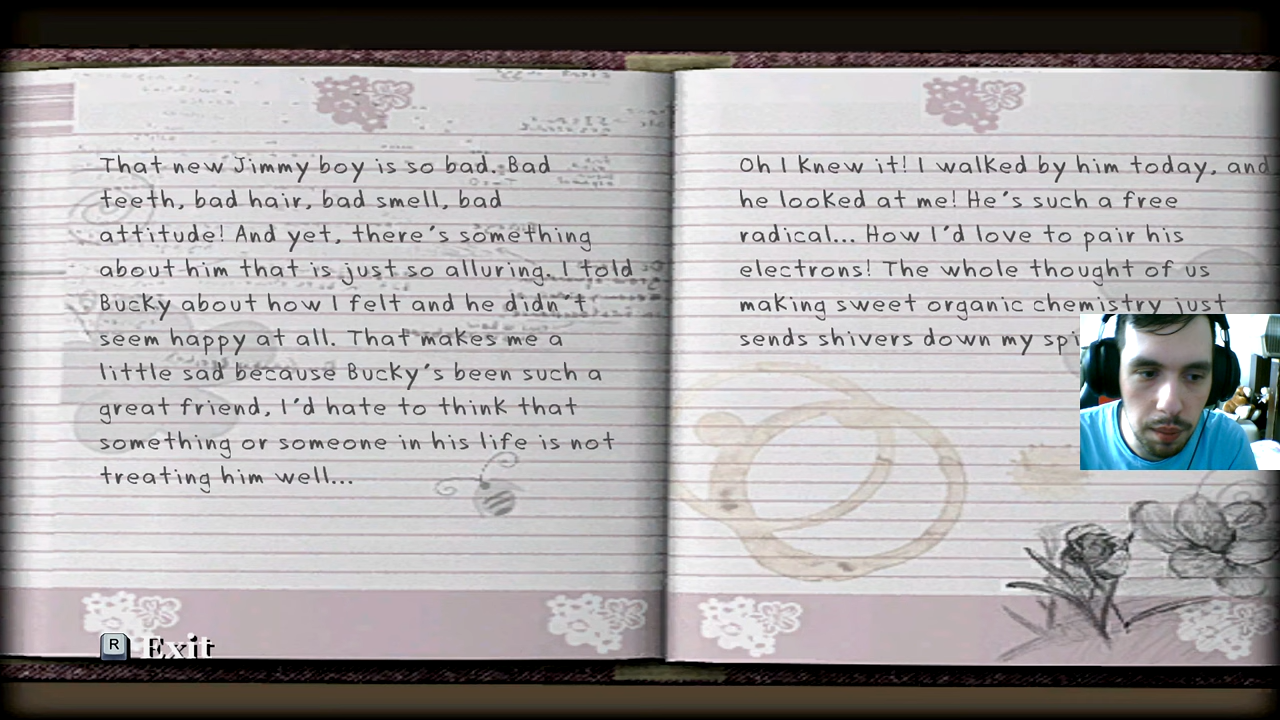 That new Jimmy boy is so bad. Bad
teeth, bad hair, bad smell, bad
attitude! And yet, there's something
about him that is just so alluring. I told
Bucky about how I felt and he didn't
seem happy at all. That makes me a
little sad because Bucky's been such a
great friend, I'd hate to think that
something or someone in his life is not
treating him well...
Oh I Knew it! I walked by him today, and
he looked at me! He's such a free
radical... How I'd love to pair his
electrons! The whole thought of us
making sweet organic chemistry just
sends shivers down my
R Exit